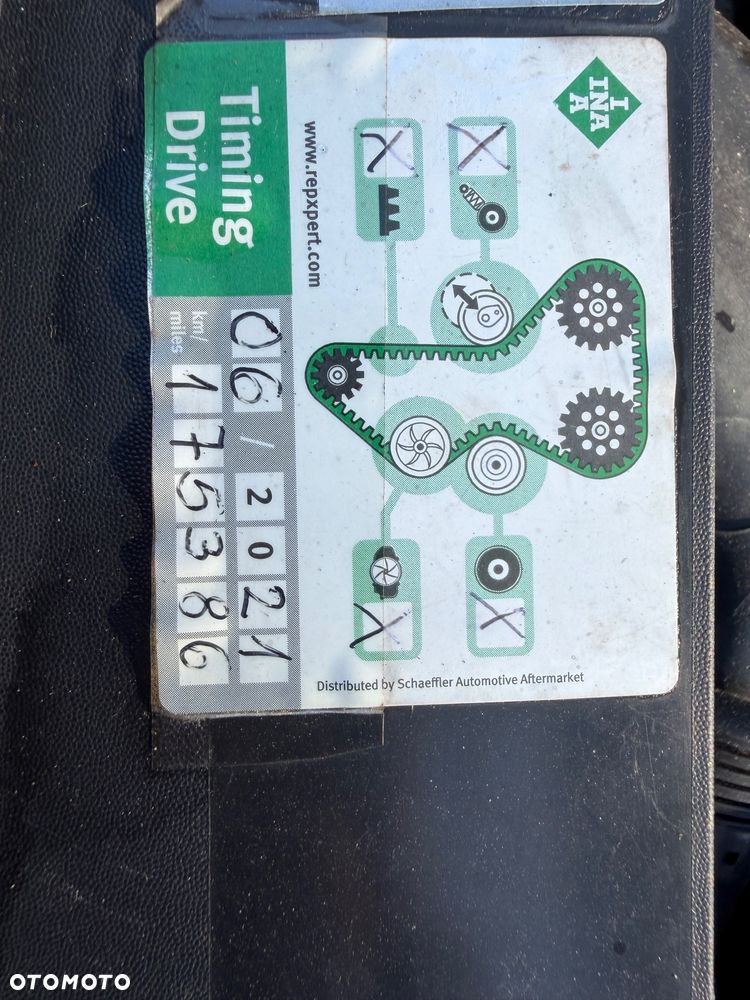 I
INA
A
www.repxpert.com
Timing
Drive
06/2021
km/
miles
175386
Distributed by Schaeffler Automotive Aftermarket
OTOMOTO